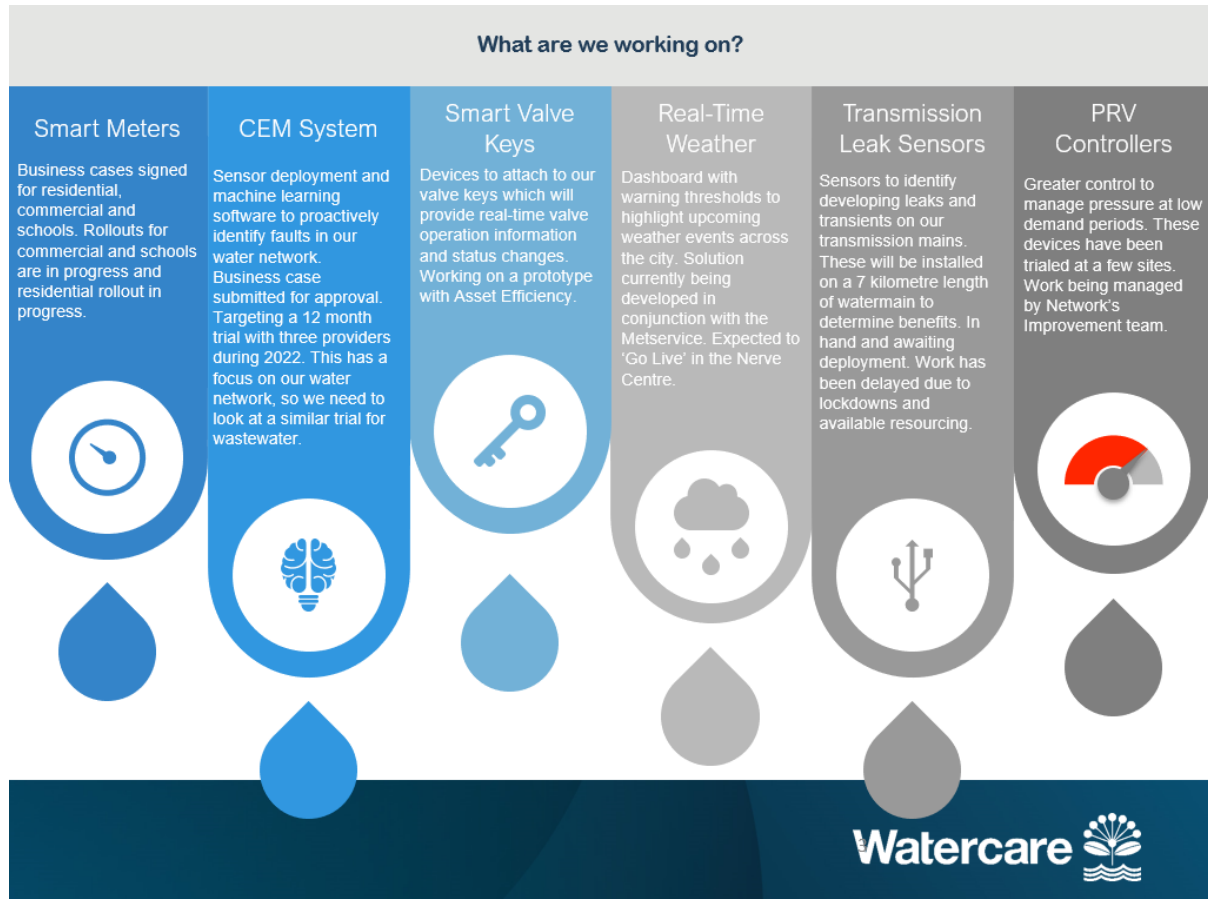 What are we working on?
Smart Meters
Business cases signed
for residential,
commercial and
schools. Rollouts for
commercial and schools
are in progress and
residential rollout in
progress.
CEM System
Sensor deployment and
machine learning
software to proactively
identify faults in our
water network.
Business case
submitted for approval.
Targeting a 12 month
trial with three providers
during 2022. This has a
focus on our water
network, so we need to
look at a similar trial for
wastewater.
Smart Valve
Keys
Devices to attach to our
valve keys which will
provide real-time valve
operation information
and status changes.
Working on a prototype
with Asset Efficiency.
Real-Time
Weather
Dashboard with
warning thresholds to
highlight upcoming
weather events across
the city. Solution
currently being
developed in
conjunction with the
Metservice. Expected to
‘Go Live’ in the Nerve
Centre.
Transmission
Leak Sensors
Sensors to identify
developing leaks and
transients on our
transmission mains.
These will be installed
on a 7 kilometre length
of watermain to
determine benefits. In
hand and awaiting
deployment. Work has
been delayed due to
lockdowns and
available resourcing.
PRV
Controllers
Greater control to
manage pressure at low
demand periods. These
devices have been
trialed at a few sites.
Work being managed
by Network’s
Improvement team.
3
Watercare